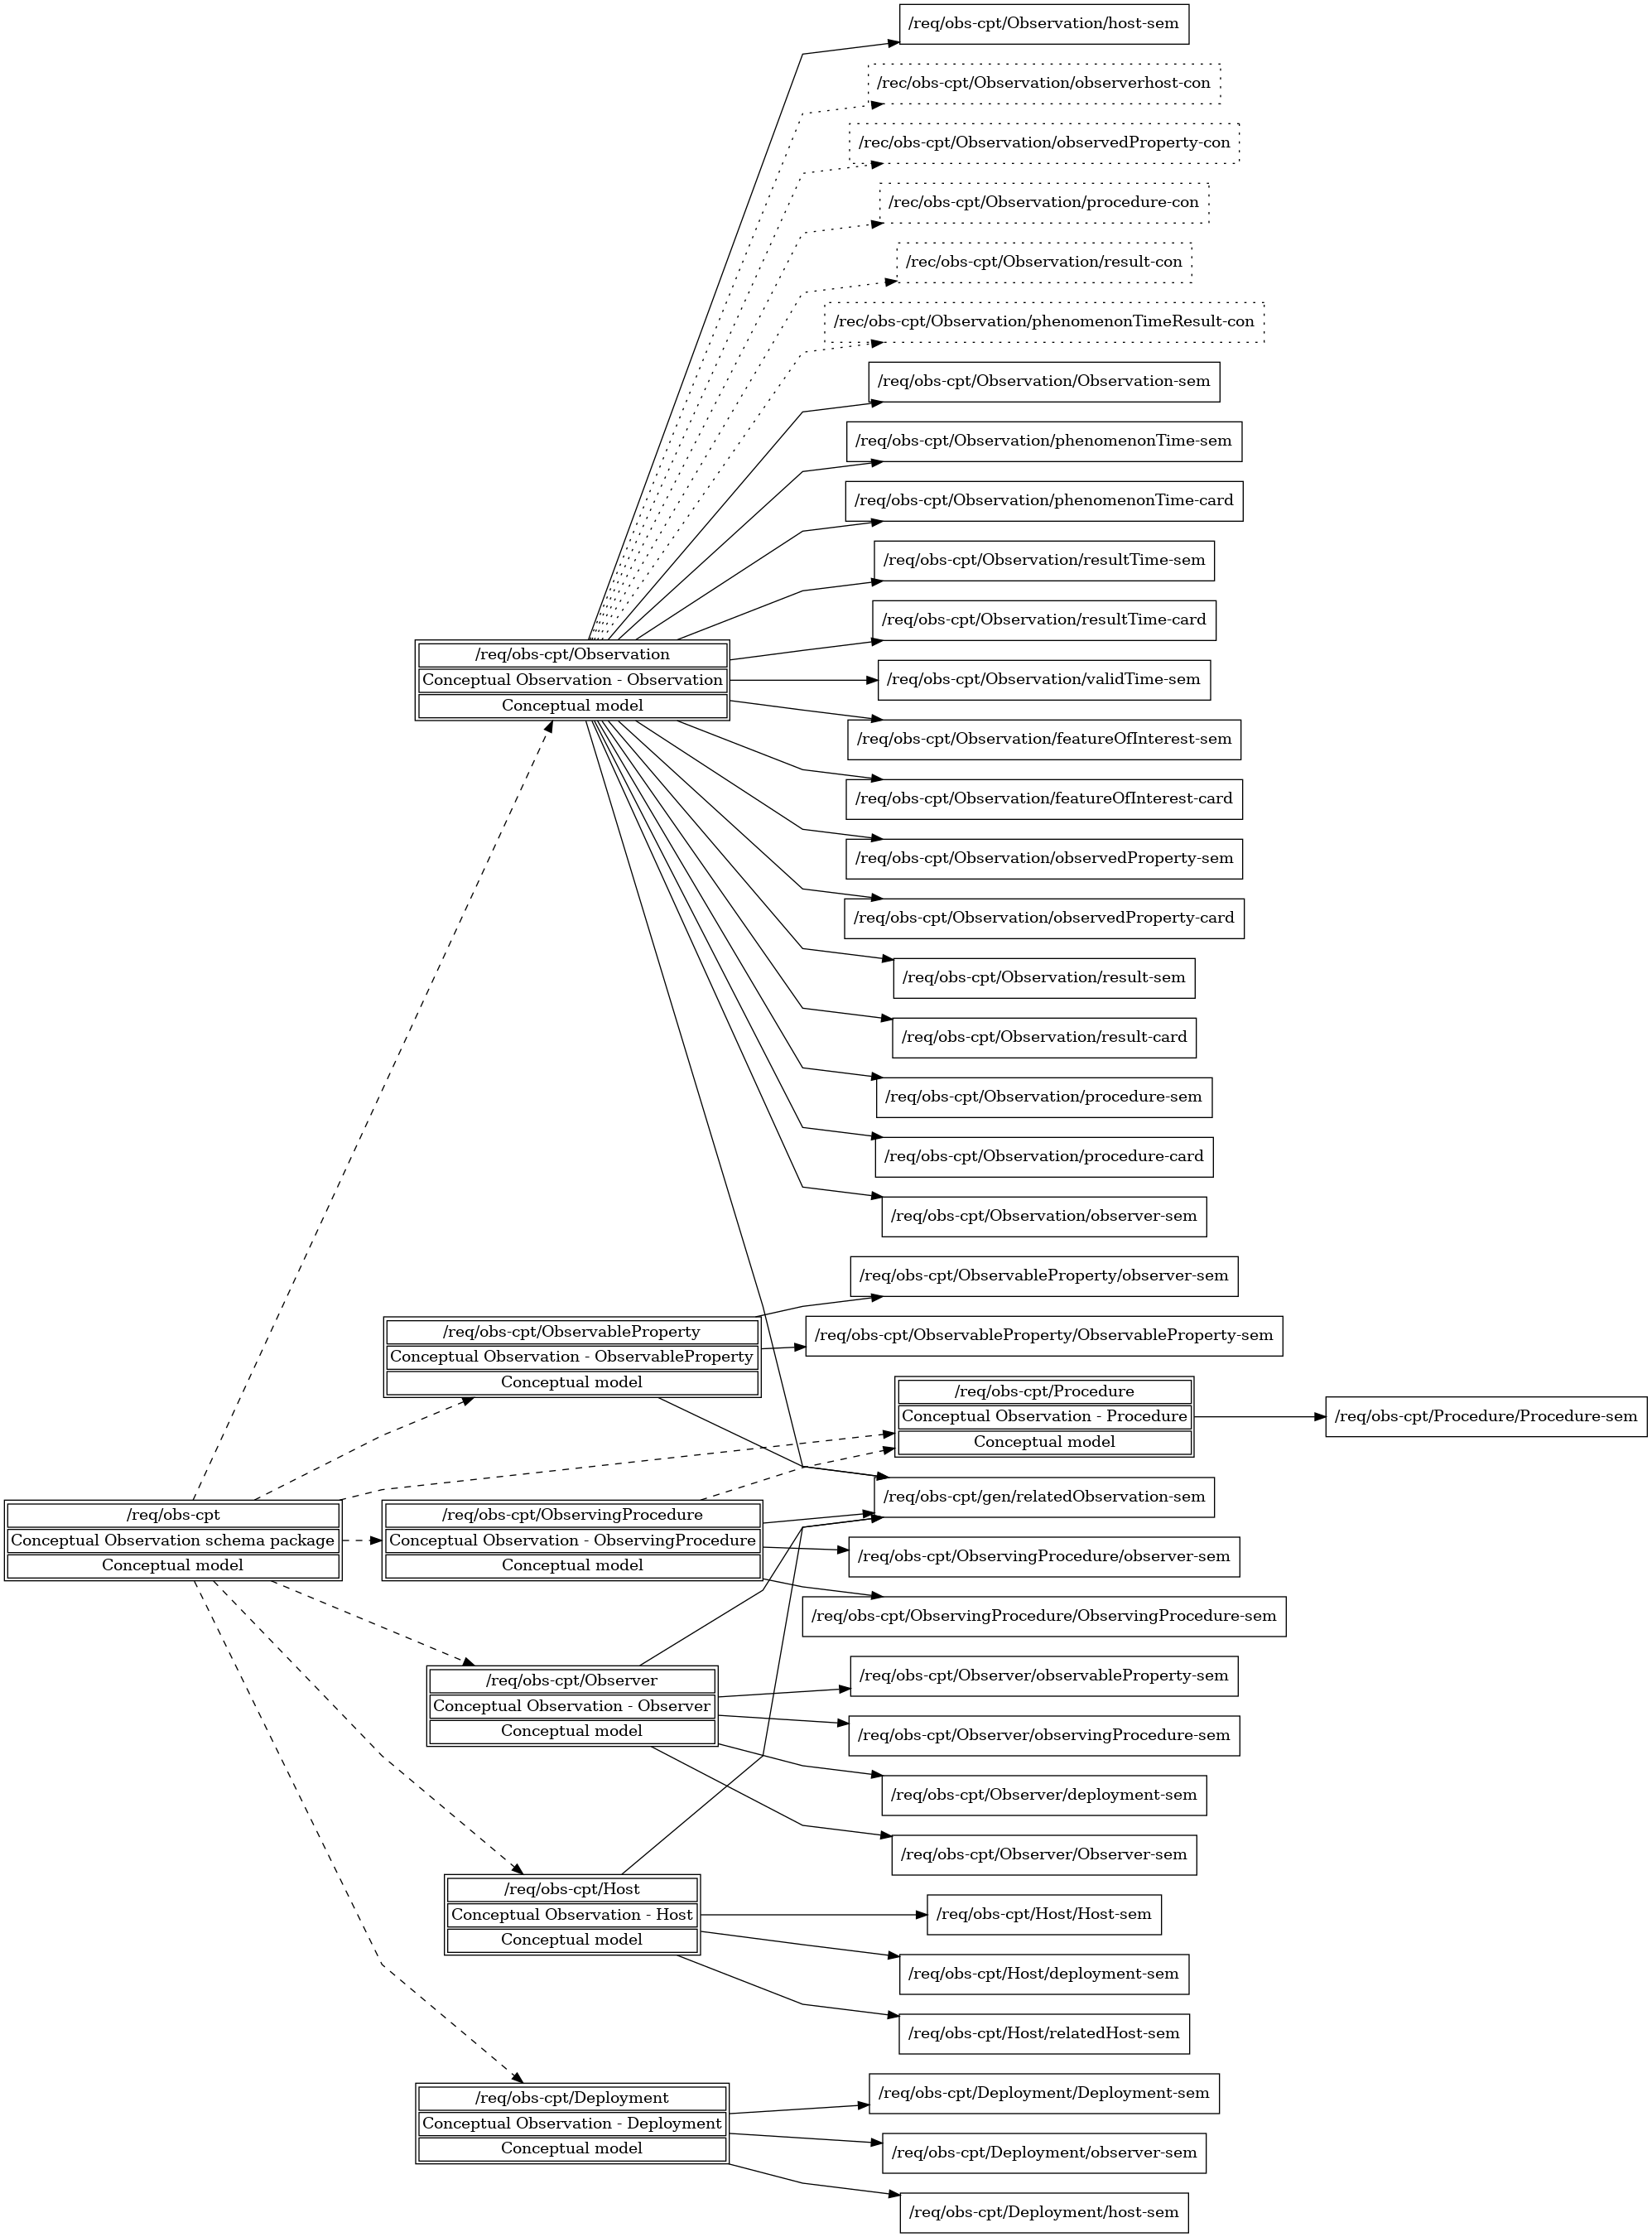 /req/obs-cpt/Observation/host-sem
/rec/obs-cpt/Observation/observerhost-con
/rec/obs-cpt/Observation/observedProperty-con
/rec/obs-cpt/Observation/procedure-con
/rec/obs-cpt/Observation/result-con
/rec/obs-cpt/Observation/phenomenonTimeResult-con
/req/obs-cpt/Observation/Observation-sem
/req/obs-cpt/Observation/phenomenonTime-sem
/req/obs-cpt/Observation/phenomenonTime-card
/req/obs-cpt/Observation/resultTime-sem
/req/obs-cpt/Observation/resultTime-card
/req/obs-cpt/Observation
Conceptual Observation - Observation
Conceptual model
/req/obs-cpt/Observation/validTime-sem
/req/obs-cpt/Observation/featureOfInterest-sem
/req/obs-cpt/Observation/featureOfInterest-card
/req/obs-cpt/Observation/observedProperty-sem
/req/obs-cpt/Observation/observedProperty-card
/req/obs-cpt/Observation/result-sem
/req/obs-cpt/Observation/result-card
/req/obs-cpt/Observation/procedure-sem
/req/obs-cpt/Observation/procedure-card
/req/obs-cpt/Observation/observer-sem
/req/obs-cpt/ObservableProperty/observer-sem
/req/obs-cpt/ObservableProperty
Conceptual Observation - ObservableProperty
Conceptual model
/req/obs-cpt/ObservableProperty/ObservableProperty-sem
/req/obs-cpt/Procedure
Conceptual Observation - Procedure
Conceptual model
/req/obs-cpt/Procedure/Procedure-sem
/req/obs-cpt/gen/relatedObservation-sem
/req/obs-cpt
Conceptual Observation schema package
Conceptual model
/req/obs-cpt/ObservingProcedure
Conceptual Observation - ObservingProcedure
Conceptual model
/req/obs-cpt/ObservingProcedure/observer-sem
/req/obs-cpt/ObservingProcedure/ObservingProcedure-sem
/req/obs-cpt/Observer
Conceptual Observation - Observer
Conceptual model
/req/obs-cpt/Observer/observableProperty-sem
/req/obs-cpt/Observer/observingProcedure-sem
/req/obs-cpt/Observer/deployment-sem
/req/obs-cpt/Observer/Observer-sem
/req/obs-cpt/Host
Conceptual Observation - Host
Conceptual model
/req/obs-cpt/Host/Host-sem
/req/obs-cpt/Host/deployment-sem
/req/obs-cpt/Host/relatedHost-sem
/req/obs-cpt/Deployment
Conceptual Observation - Deployment
Conceptual model
/req/obs-cpt/Deployment/Deployment-sem
/req/obs-cpt/Deployment/observer-sem
/req/obs-cpt/Deployment/host-sem